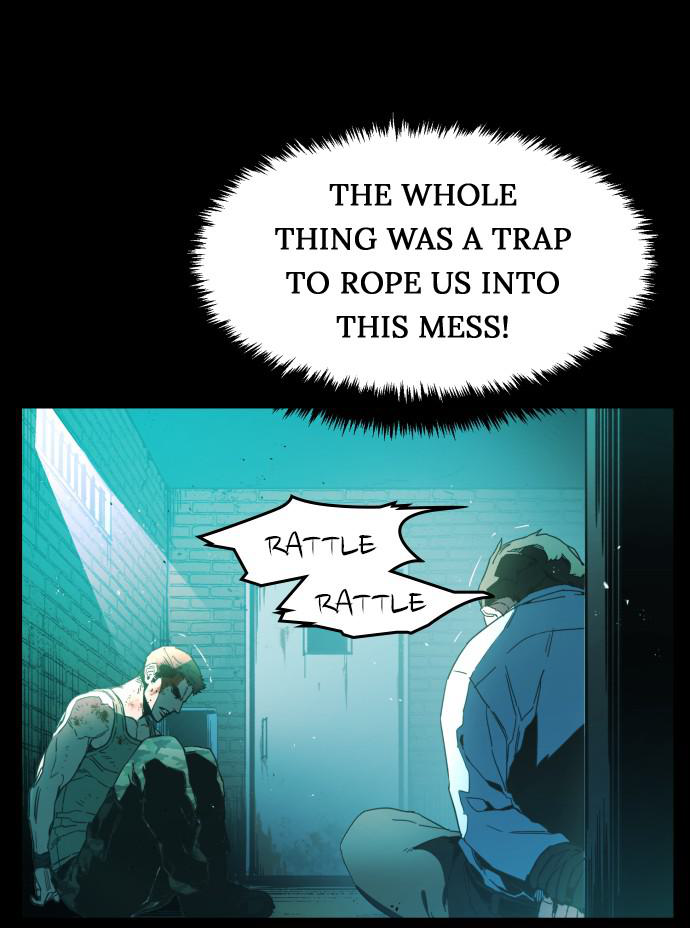 THE WHOLE
THING WAS A TRAP
TO ROPE US INTO
THIS MESS!
RATTLE
RATTLE